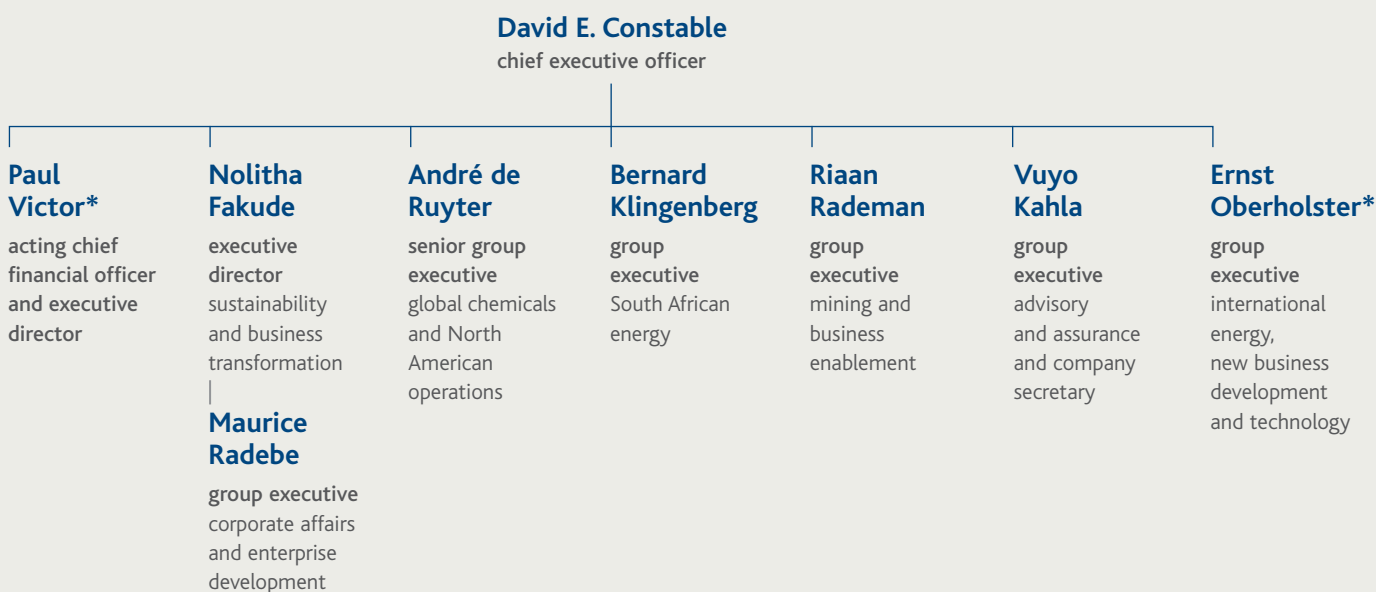 David E. Constable
chief executive officer
Paul
Victor*
acting chief
financial officer
and executive
director
Nolitha
Fakude
executive
director
sustainability
and business
transformation
Maurice
Radebe
group executive
corporate affairs
and enterprise
development
André de
Ruyter
senior group
executive
global chemicals
and North
American
operations
Bernard
Klingenberg
group
executive
South African
energy
Riaan
Rademan
group
executive
mining and
business
enablement
Vuyo
Kahla
group
executive
advisory
and assurance
and company
secretary
Ernst
Oberholster*
group
executive
international
energy,
new business
development
and technology